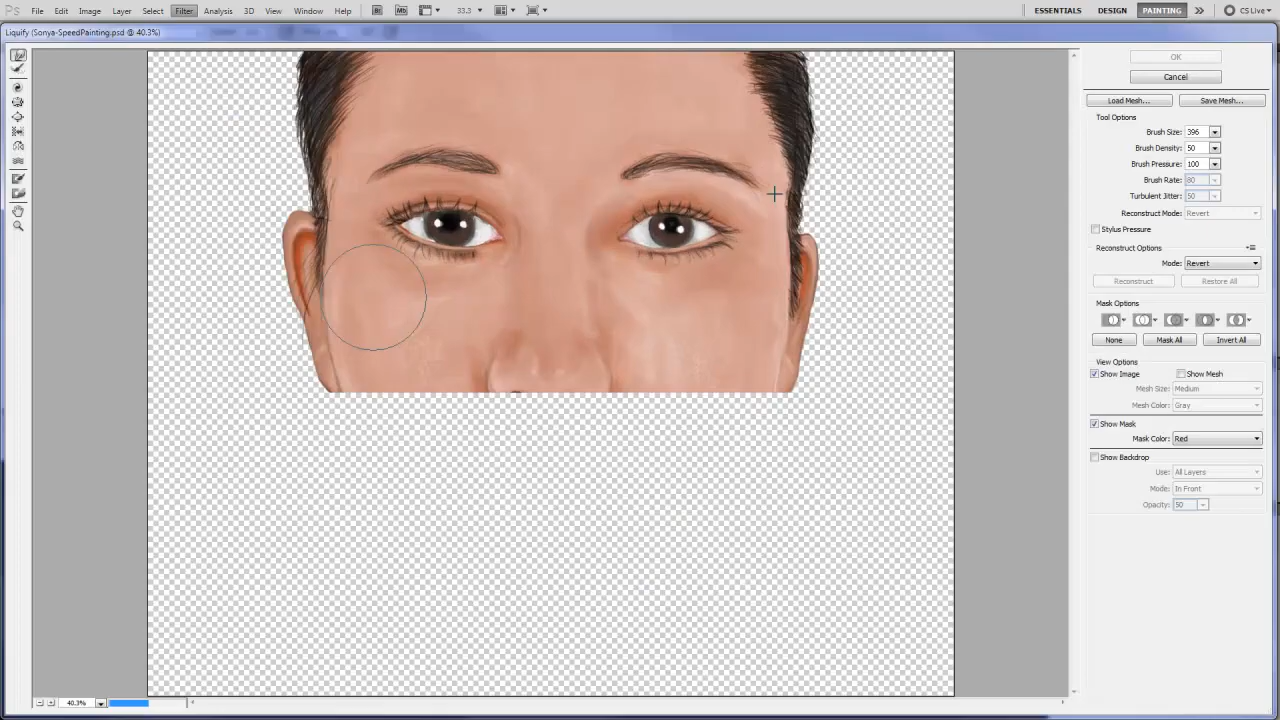 Ps File Edit Image Layer Select Filter Analysis 3D View Window Help Br Mb 33.3 ESSENTIALS DESIGN PAINTING CS Live
Liquify (Sonya-SpeedPainting.psd @ 40.3%)
OK
Cancel
Load Mesh... Save Mesh...
Tool Options
Brush Size: 396
Brush Density: 50
Brush Pressure: 100
Brush Rate: 80
Turbulent Jitter: 50
Reconstruct Mode: Revert
Stylus Pressure
Reconstruct Options
Mode: Revert
Reconstruct Restore All
Mask Options
None Mask All Invert All
View Options
Show Image Show Mesh
Mesh Size: Medium
Mesh Color: Gray
Show Mask
Mask Color: Red
Show Backdrop
Use: All Layers
Mode: In Front
Opacity: 50
40.3%